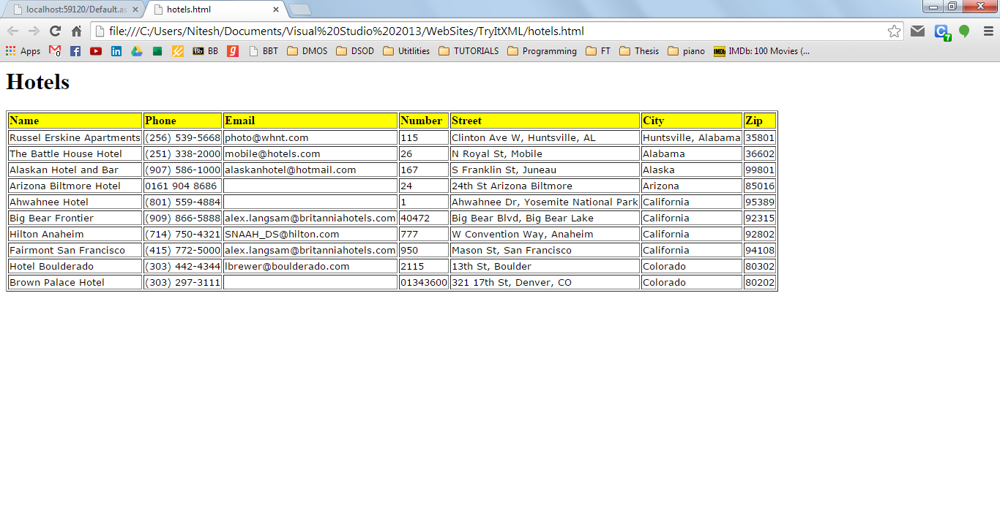 localhost:59120/Default.as
hotels.html
file:///C:/Users/Nitesh/Documents/Visual%20Studio%202013/WebSites/TryItXML/hotels.html
7
Apps 0 Bb BB g BBT DMOS DSOD Utitlities TUTORIALS Programming FT Thesis piano IMDb IMDb: 100 Movies (...
Hotels
Name Phone Email Number Street City Zip
Russel Erskine Apartments (256) 539-5668 photo@whnt.com 115 Clinton Ave W, Huntsville, AL Huntsville, Alabama 35801
The Battle House Hotel (251) 338-2000 mobile@hotels.com 26 N Royal St, Mobile Alabama 36602
Alaskan Hotel and Bar (907) 586-1000 alaskanhotel@hotmail.com 167 S Franklin St, Juneau Alaska 99801
Arizona Biltmore Hotel 0161 904 8686 24 24th St Arizona Biltmore Arizona 85016
Ahwahnee Hotel (801) 559-4884 1 Ahwahnee Dr, Yosemite National Park California 95389
Big Bear Frontier (909) 866-5888 alex.langsam@britanniahotels.com 40472 Big Bear Blvd, Big Bear Lake California 92315
Hilton Anaheim (714) 750-4321 SNAAH_DS@hilton.com 777 W Convention Way, Anaheim California 92802
Fairmont San Francisco (415) 772-5000 alex.langsam@britanniahotels.com 950 Mason St, San Francisco California 94108
Hotel Boulderado (303) 442-4344 lbrewer@boulderado.com 2115 13th St, Boulder Colorado 80302
Brown Palace Hotel (303) 297-3111 01343600 321 17th St, Denver, CO Colorado 80202